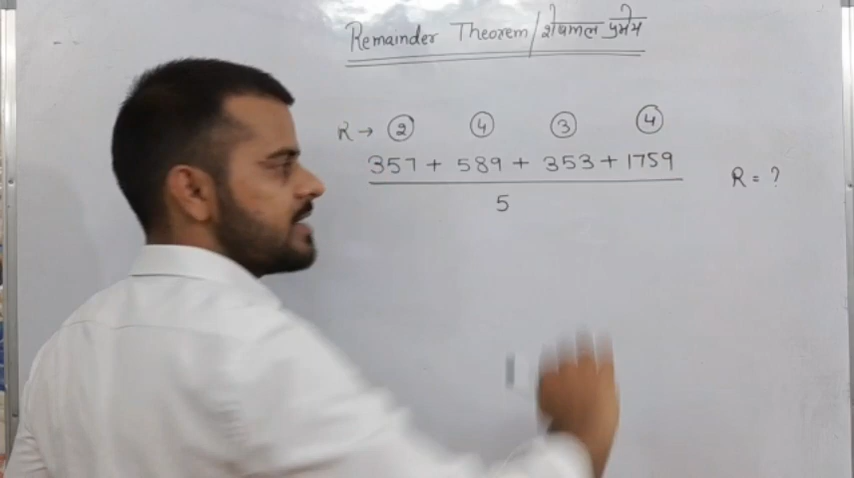 Remainder Theorem/शेषफल प्रमेय
R → ② ④ ③ ④
357 + 589 + 353 + 1759
R = ?
5